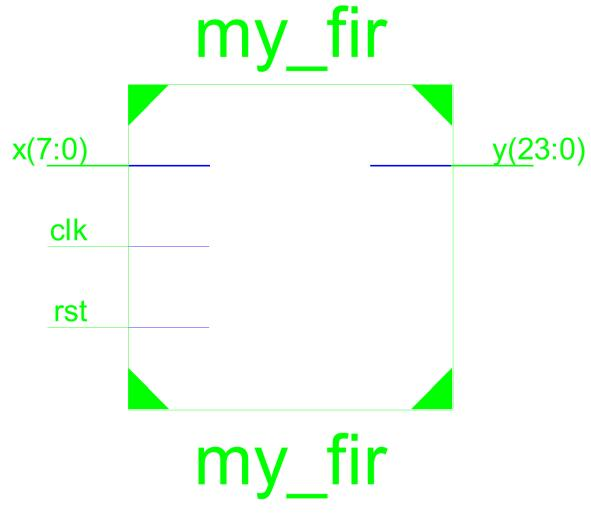 my_fir
x(7:0)
y(23:0)
clk
rst
my_fir